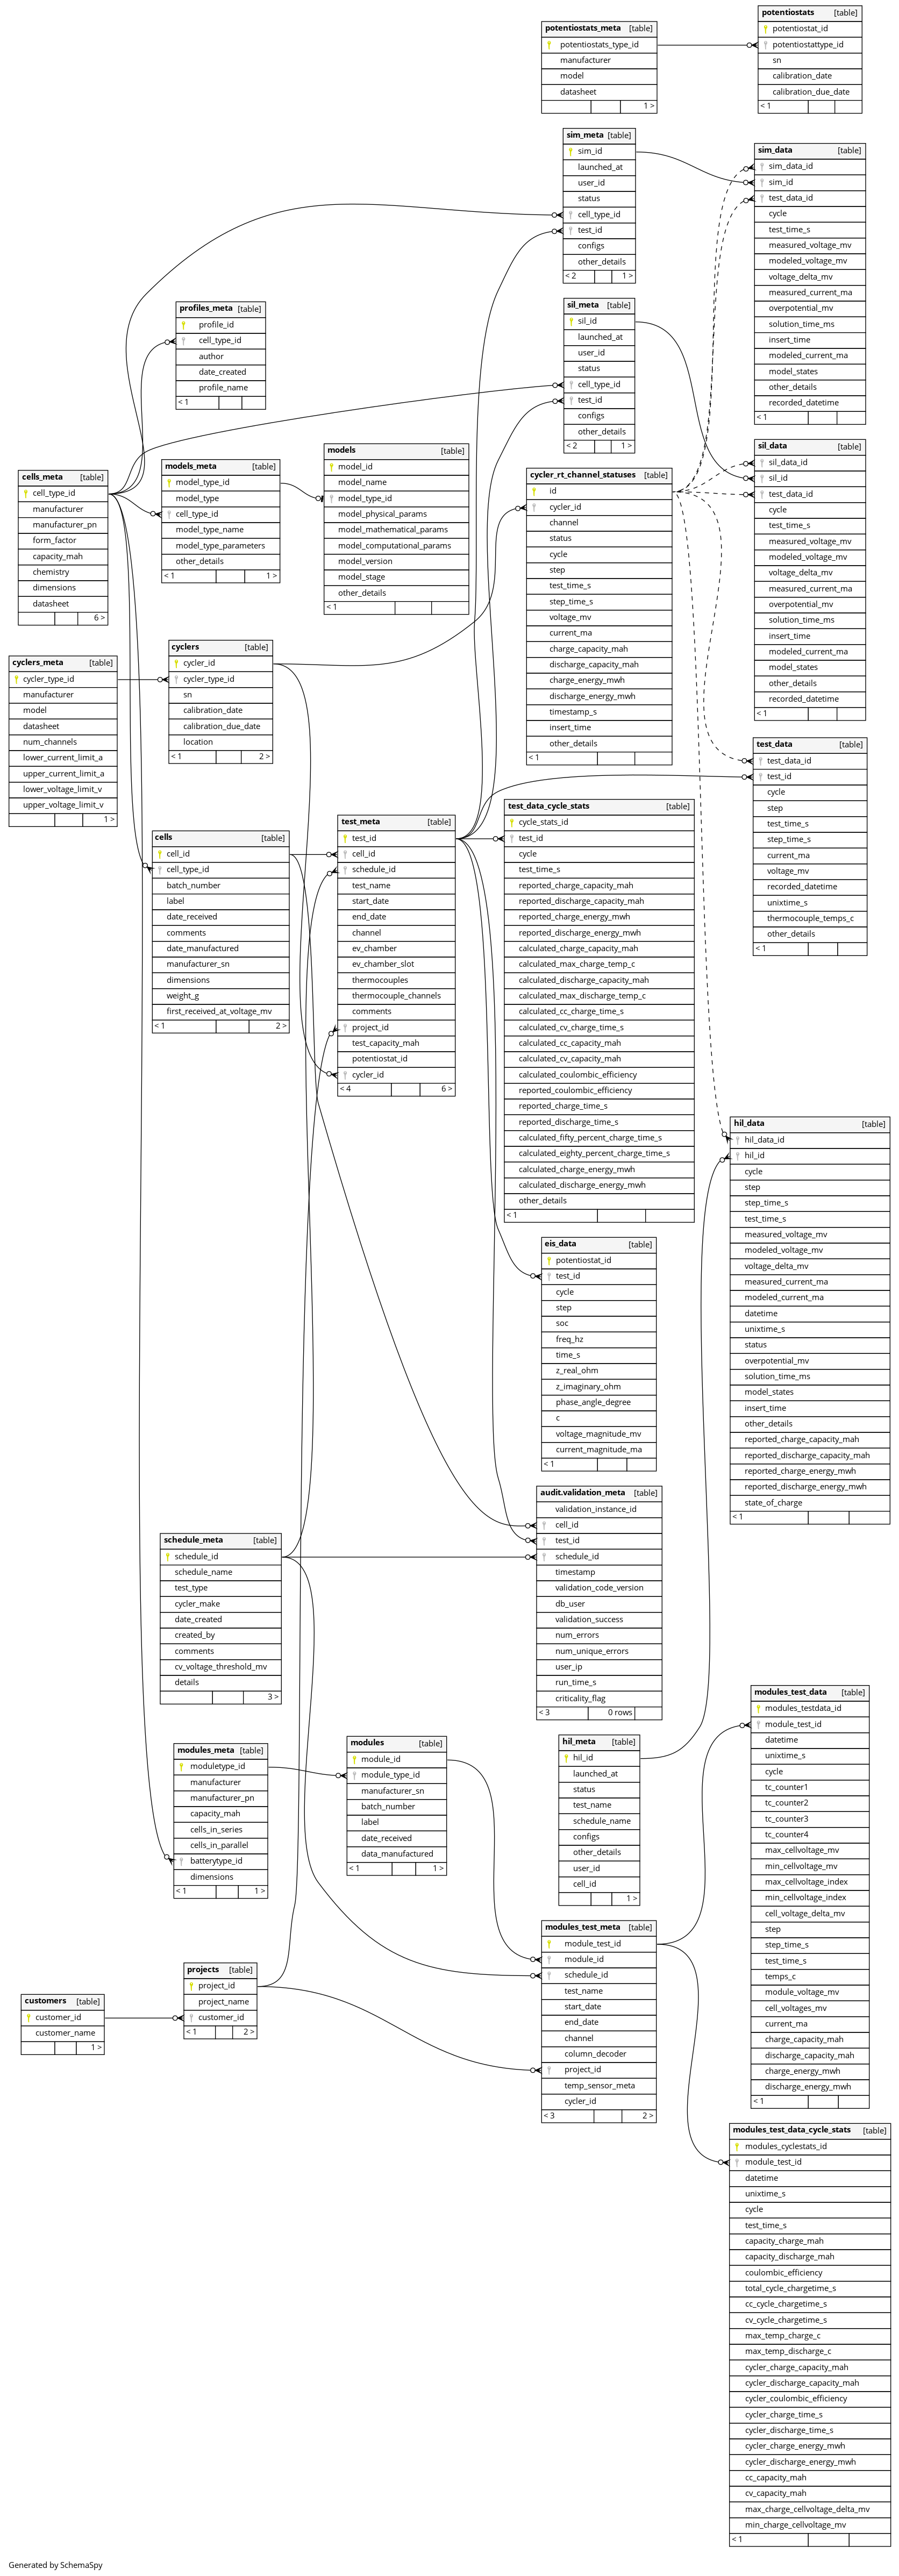 potentiostats_meta [table]
potentiostats_type_id
manufacturer
model
datasheet
1 >
potentiostats [table]
potentiostat_id
potentiostattype_id
sn
calibration_date
calibration_due_date
< 1
sim_meta [table]
sim_id
launched_at
user_id
status
cell_type_id
test_id
configs
other_details
< 2 1 >
sim_data [table]
sim_data_id
sim_id
test_data_id
cycle
test_time_s
measured_voltage_mv
modeled_voltage_mv
voltage_delta_mv
measured_current_ma
overpotential_mv
solution_time_ms
insert_time
modeled_current_ma
model_states
other_details
recorded_datetime
< 1
profiles_meta [table]
profile_id
cell_type_id
author
date_created
profile_name
< 1
sil_meta [table]
sil_id
launched_at
user_id
status
cell_type_id
test_id
configs
other_details
< 2 1 >
sil_data [table]
sil_data_id
sil_id
test_data_id
cycle
test_time_s
measured_voltage_mv
modeled_voltage_mv
voltage_delta_mv
measured_current_ma
overpotential_mv
solution_time_ms
insert_time
modeled_current_ma
model_states
other_details
recorded_datetime
< 1
cells_meta [table]
cell_type_id
manufacturer
manufacturer_pn
form_factor
capacity_mah
chemistry
dimensions
datasheet
6 >
models_meta [table]
model_type_id
model_type
cell_type_id
model_type_name
model_type_parameters
other_details
< 1 1 >
models [table]
model_id
model_name
model_type_id
model_physical_params
model_mathematical_params
model_computational_params
model_version
model_stage
other_details
< 1
cycler_rt_channel_statuses [table]
id
cycler_id
channel
status
cycle
step
test_time_s
step_time_s
voltage_mv
current_ma
charge_capacity_mah
discharge_capacity_mah
charge_energy_mwh
discharge_energy_mwh
timestamp_s
insert_time
other_details
< 1
cyclers_meta [table]
cycler_type_id
manufacturer
model
datasheet
num_channels
lower_current_limit_a
upper_current_limit_a
lower_voltage_limit_v
upper_voltage_limit_v
1 >
cyclers [table]
cycler_id
cycler_type_id
sn
calibration_date
calibration_due_date
location
< 1 2 >
test_data [table]
test_data_id
test_id
cycle
step
test_time_s
step_time_s
current_ma
voltage_mv
recorded_datetime
unixtime_s
thermocouple_temps_c
other_details
< 1
cells [table]
cell_id
cell_type_id
batch_number
label
date_received
comments
date_manufactured
manufacturer_sn
dimensions
weight_g
first_received_at_voltage_mv
< 1 2 >
test_meta [table]
test_id
cell_id
schedule_id
test_name
start_date
end_date
channel
ev_chamber
ev_chamber_slot
thermocouples
thermocouple_channels
comments
project_id
test_capacity_mah
potentiostat_id
cycler_id
< 4 6 >
test_data_cycle_stats [table]
cycle_stats_id
test_id
cycle
test_time_s
reported_charge_capacity_mah
reported_discharge_capacity_mah
reported_charge_energy_mwh
reported_discharge_energy_mwh
calculated_charge_capacity_mah
calculated_max_charge_temp_c
calculated_discharge_capacity_mah
calculated_max_discharge_temp_c
calculated_cc_charge_time_s
calculated_cv_charge_time_s
calculated_cc_capacity_mah
calculated_cv_capacity_mah
calculated_coulombic_efficiency
reported_coulombic_efficiency
reported_charge_time_s
reported_discharge_time_s
calculated_fifty_percent_charge_time_s
calculated_eighty_percent_charge_time_s
calculated_charge_energy_mwh
calculated_discharge_energy_mwh
other_details
< 1
hil_data [table]
hil_data_id
hil_id
cycle
step
step_time_s
test_time_s
measured_voltage_mv
modeled_voltage_mv
voltage_delta_mv
measured_current_ma
modeled_current_ma
datetime
unixtime_s
status
overpotential_mv
solution_time_ms
model_states
insert_time
other_details
reported_charge_capacity_mah
reported_discharge_capacity_mah
reported_charge_energy_mwh
reported_discharge_energy_mwh
state_of_charge
< 1
eis_data [table]
potentiostat_id
test_id
cycle
step
soc
freq_hz
time_s
z_real_ohm
z_imaginary_ohm
phase_angle_degree
c
voltage_magnitude_mv
current_magnitude_ma
< 1
audit.validation_meta [table]
validation_instance_id
cell_id
test_id
schedule_id
timestamp
validation_code_version
db_user
validation_success
num_errors
num_unique_errors
user_ip
run_time_s
criticality_flag
< 3 0 rows
schedule_meta [table]
schedule_id
schedule_name
test_type
cycler_make
date_created
created_by
comments
cv_voltage_threshold_mv
details
3 >
modules_meta [table]
moduletype_id
manufacturer
manufacturer_pn
capacity_mah
cells_in_series
cells_in_parallel
batterytype_id
dimensions
< 1 1 >
modules [table]
module_id
module_type_id
manufacturer_sn
batch_number
label
date_received
data_manufactured
< 1 1 >
hil_meta [table]
hil_id
launched_at
status
test_name
schedule_name
configs
other_details
user_id
cell_id
1 >
modules_test_data [table]
modules_testdata_id
module_test_id
datetime
unixtime_s
cycle
tc_counter1
tc_counter2
tc_counter3
tc_counter4
max_cellvoltage_mv
min_cellvoltage_mv
max_cellvoltage_index
min_cellvoltage_index
cell_voltage_delta_mv
step
step_time_s
test_time_s
temps_c
module_voltage_mv
cell_voltages_mv
current_ma
charge_capacity_mah
discharge_capacity_mah
charge_energy_mwh
discharge_energy_mwh
< 1
modules_test_meta [table]
module_test_id
module_id
schedule_id
test_name
start_date
end_date
channel
column_decoder
project_id
temp_sensor_meta
cycler_id
< 3 2 >
customers [table]
customer_id
customer_name
1 >
projects [table]
project_id
project_name
customer_id
< 1 2 >
modules_test_data_cycle_stats [table]
modules_cyclestats_id
module_test_id
datetime
unixtime_s
cycle
test_time_s
capacity_charge_mah
capacity_discharge_mah
coulombic_efficiency
total_cycle_chargetime_s
cc_cycle_chargetime_s
cv_cycle_chargetime_s
max_temp_charge_c
max_temp_discharge_c
cycler_charge_capacity_mah
cycler_discharge_capacity_mah
cycler_coulombic_efficiency
cycler_charge_time_s
cycler_discharge_time_s
cycler_charge_energy_mwh
cycler_discharge_energy_mwh
cc_capacity_mah
cv_capacity_mah
max_charge_cellvoltage_delta_mv
min_charge_cellvoltage_mv
< 1
Generated by SchemaSpy